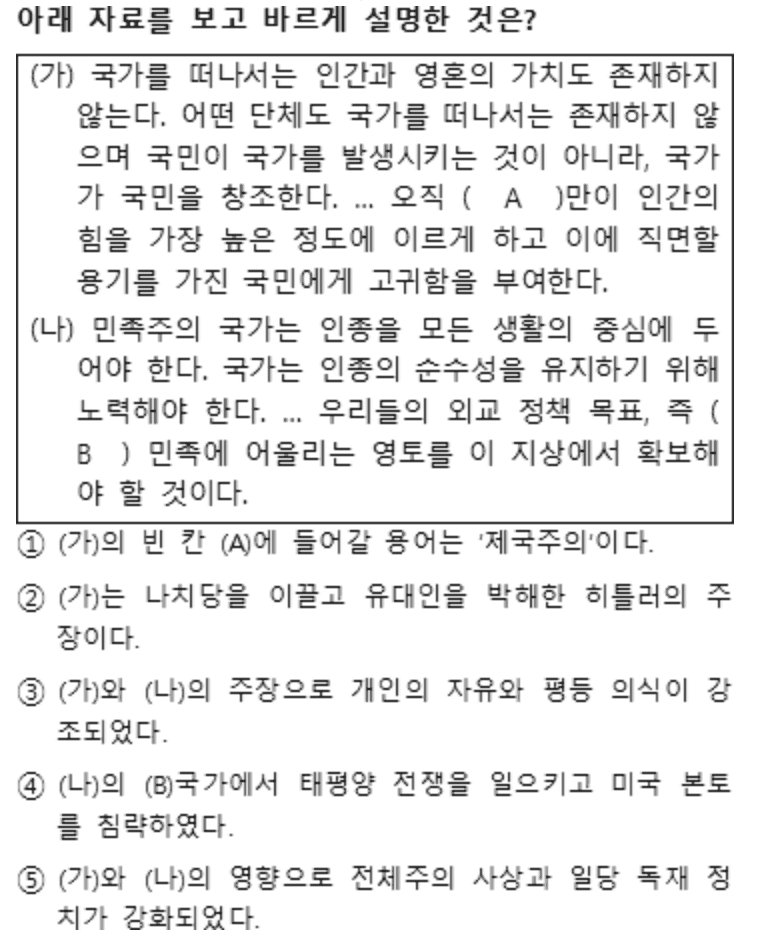 아래 자료를 보고 바르게 설명한 것은?
(가) 국가를 떠나서는 인간과 영혼의 가치도 존재하지
않는다. 어떤 단체도 국가를 떠나서는 존재하지 않
으며 국민이 국가를 발생시키는 것이 아니라, 국가
가 국민을 창조한다. ... 오직 ( A )만이 인간의
힘을 가장 높은 정도에 이르게 하고 이에 직면할
용기를 가진 국민에게 고귀함을 부여한다.
(나) 민족주의 국가는 인종을 모든 생활의 중심에 두
어야 한다. 국가는 인종의 순수성을 유지하기 위해
노력해야 한다. ... 우리들의 외교 정책 목표, 즉 (
B ) 민족에 어울리는 영토를 이 지상에서 확보해
야 할 것이다.
① (가)의 빈 칸 (A)에 들어갈 용어는 '제국주의'이다.
② (가)는 나치당을 이끌고 유대인을 박해한 히틀러의 주
장이다.
③ (가)와 (나)의 주장으로 개인의 자유와 평등 의식이 강
조되었다.
④ (나)의 (B)국가에서 태평양 전쟁을 일으키고 미국 본토
를 침략하였다.
⑤ (가)와 (나)의 영향으로 전체주의 사상과 일당 독재 정
치가 강화되었다.